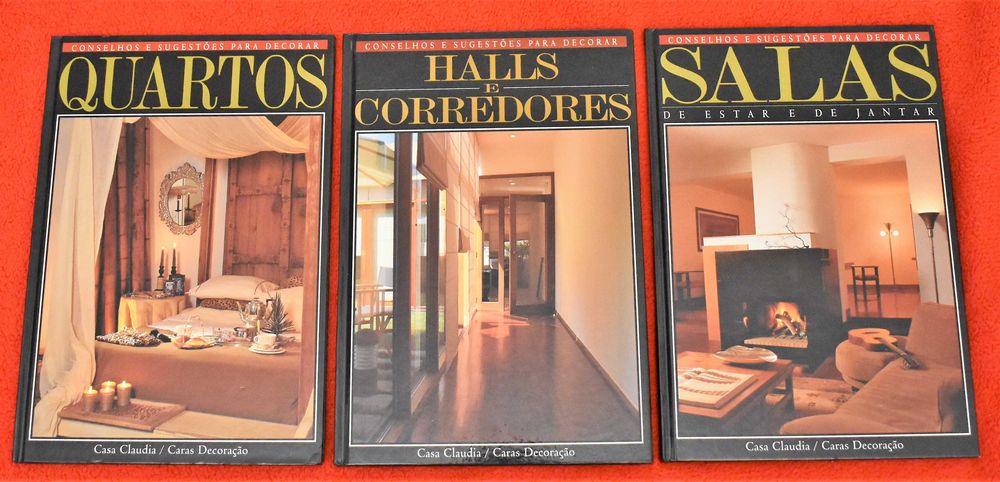 CONSELHOS E SUGESTÕES PARA DECORAR
QUARTOS
Casa Claudia / Caras Decoração
CONSELHOS E SUGESTÕES PARA DECORAR
HALLS
E
CORREDORES
Casa Claudia / Caras Decoração
CONSELHOS E SUGESTÕES PARA DECORAR
SALAS
DE ESTAR E DE JANTAR
Casa Claudia / Caras Decoração